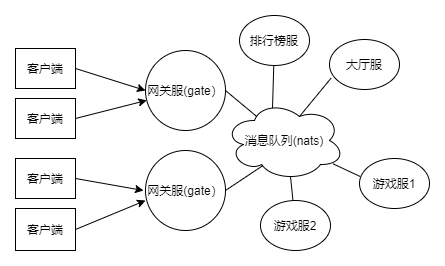 排行榜服
大厅服
客户端
客户端
网关服(gate）
消息队列(nats）
客户端
客户端
网关服(gate）
游戏服1
游戏服2